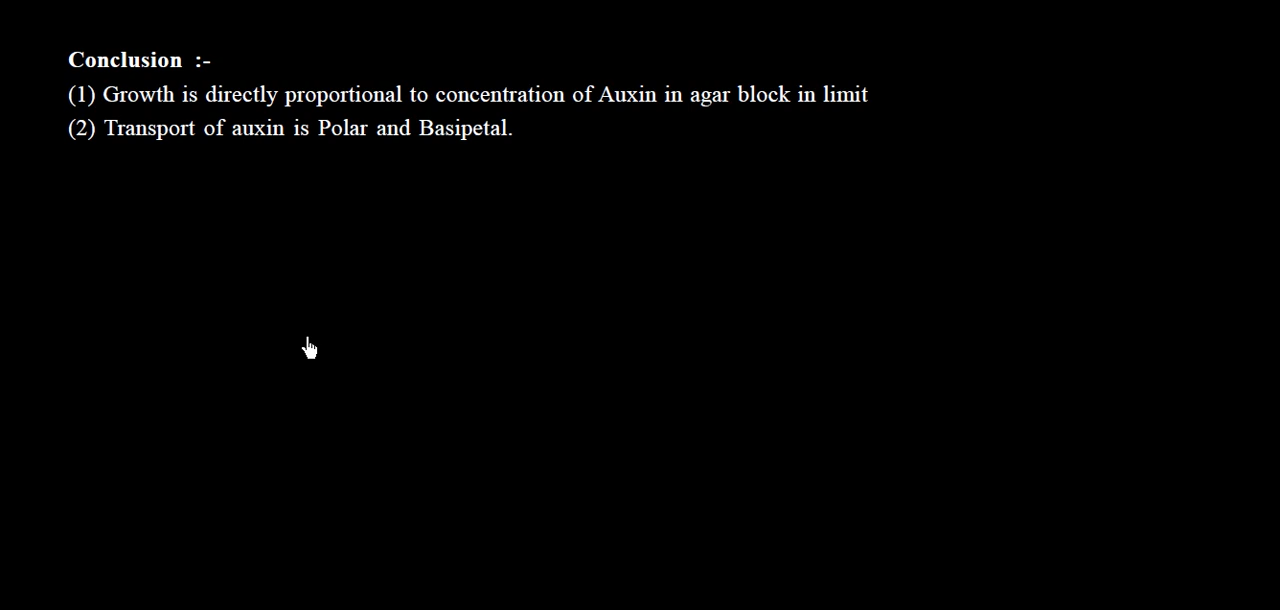 Conclusion :-
(1) Growth is directly proportional to concentration of Auxin in agar block in limit
(2) Transport of auxin is Polar and Basipetal.